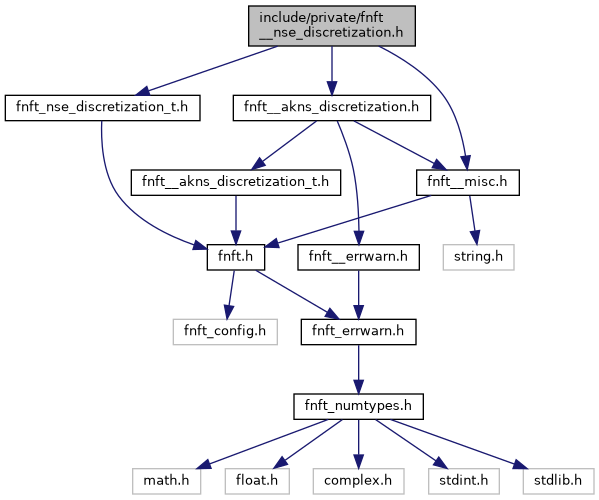 include/private/fnft
__nse_discretization.h
fnft_nse_discretization_t.h
fnft__akns_discretization.h
fnft__akns_discretization_t.h
fnft__misc.h
fnft.h
fnft__errwarn.h
string.h
fnft_config.h
fnft_errwarn.h
fnft_numtypes.h
math.h
float.h
complex.h
stdint.h
stdlib.h